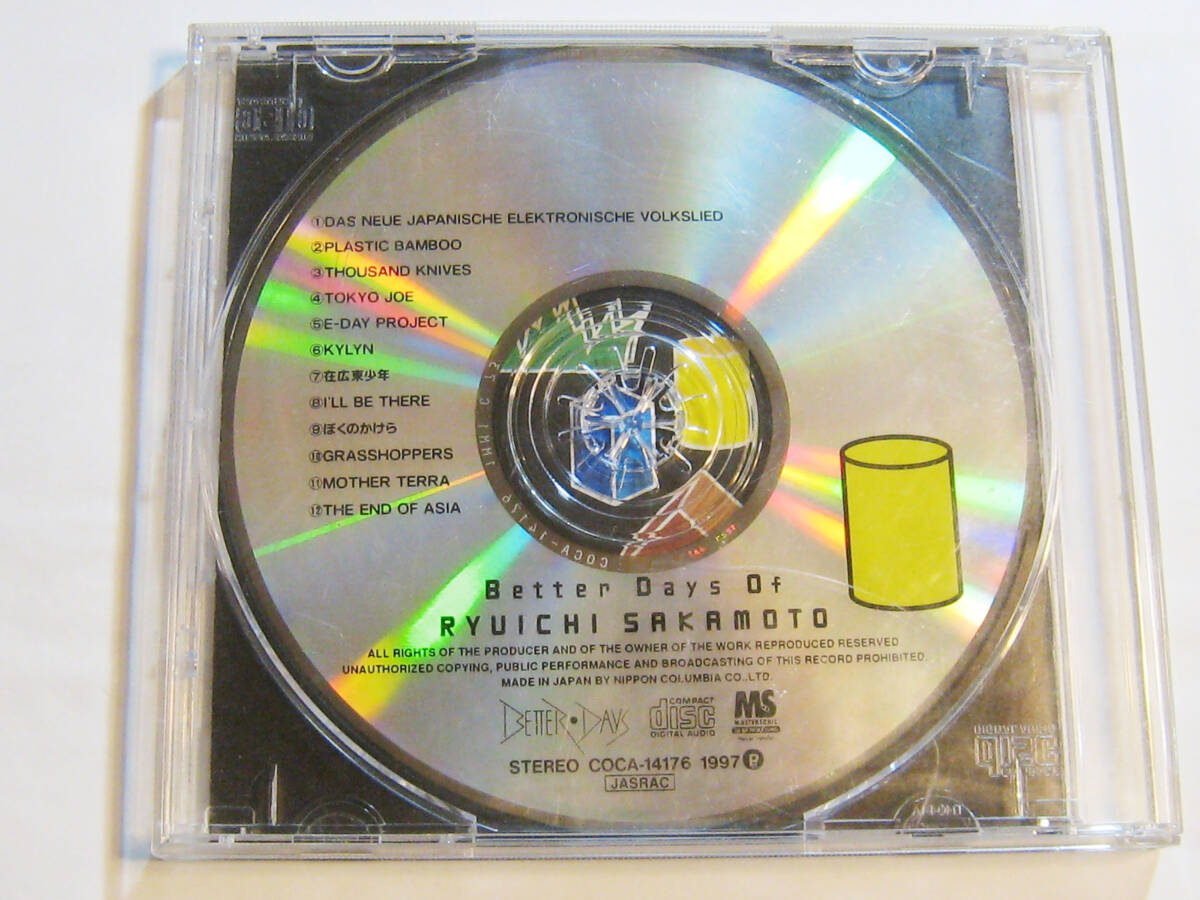 ①DAS NEUE JAPANISCHE ELEKTRONISCHE VOLKSLIED
②PLASTIC BAMBOO
③THOUSAND KNIVES
④TOKYO JOE
⑤E-DAY PROJECT
⑥KYLYN
⑦在広東少年
⑧I'LL BE THERE
⑨ぼくのかけら
⑩GRASSHOPPERS
⑪MOTHER TERRA
⑫THE END OF ASIA
COCA-14176
Better Days Of
RYUICHI SAKAMOTO
ALL RIGHTS OF THE PRODUCER AND OF THE OWNER OF THE WORK REPRODUCED RESERVED
UNAUTHORIZED COPYING, PUBLIC PERFORMANCE AND BROADCASTING OF THIS RECORD PROHIBITED.
MADE IN JAPAN BY NIPPON COLUMBIA CO.,LTD.
BETTER•DAYS
COMPACT
disc
DIGITAL AUDIO
MS
MASTERSONIC
STEREO COCA-14176 1997Ⓟ
JASRAC